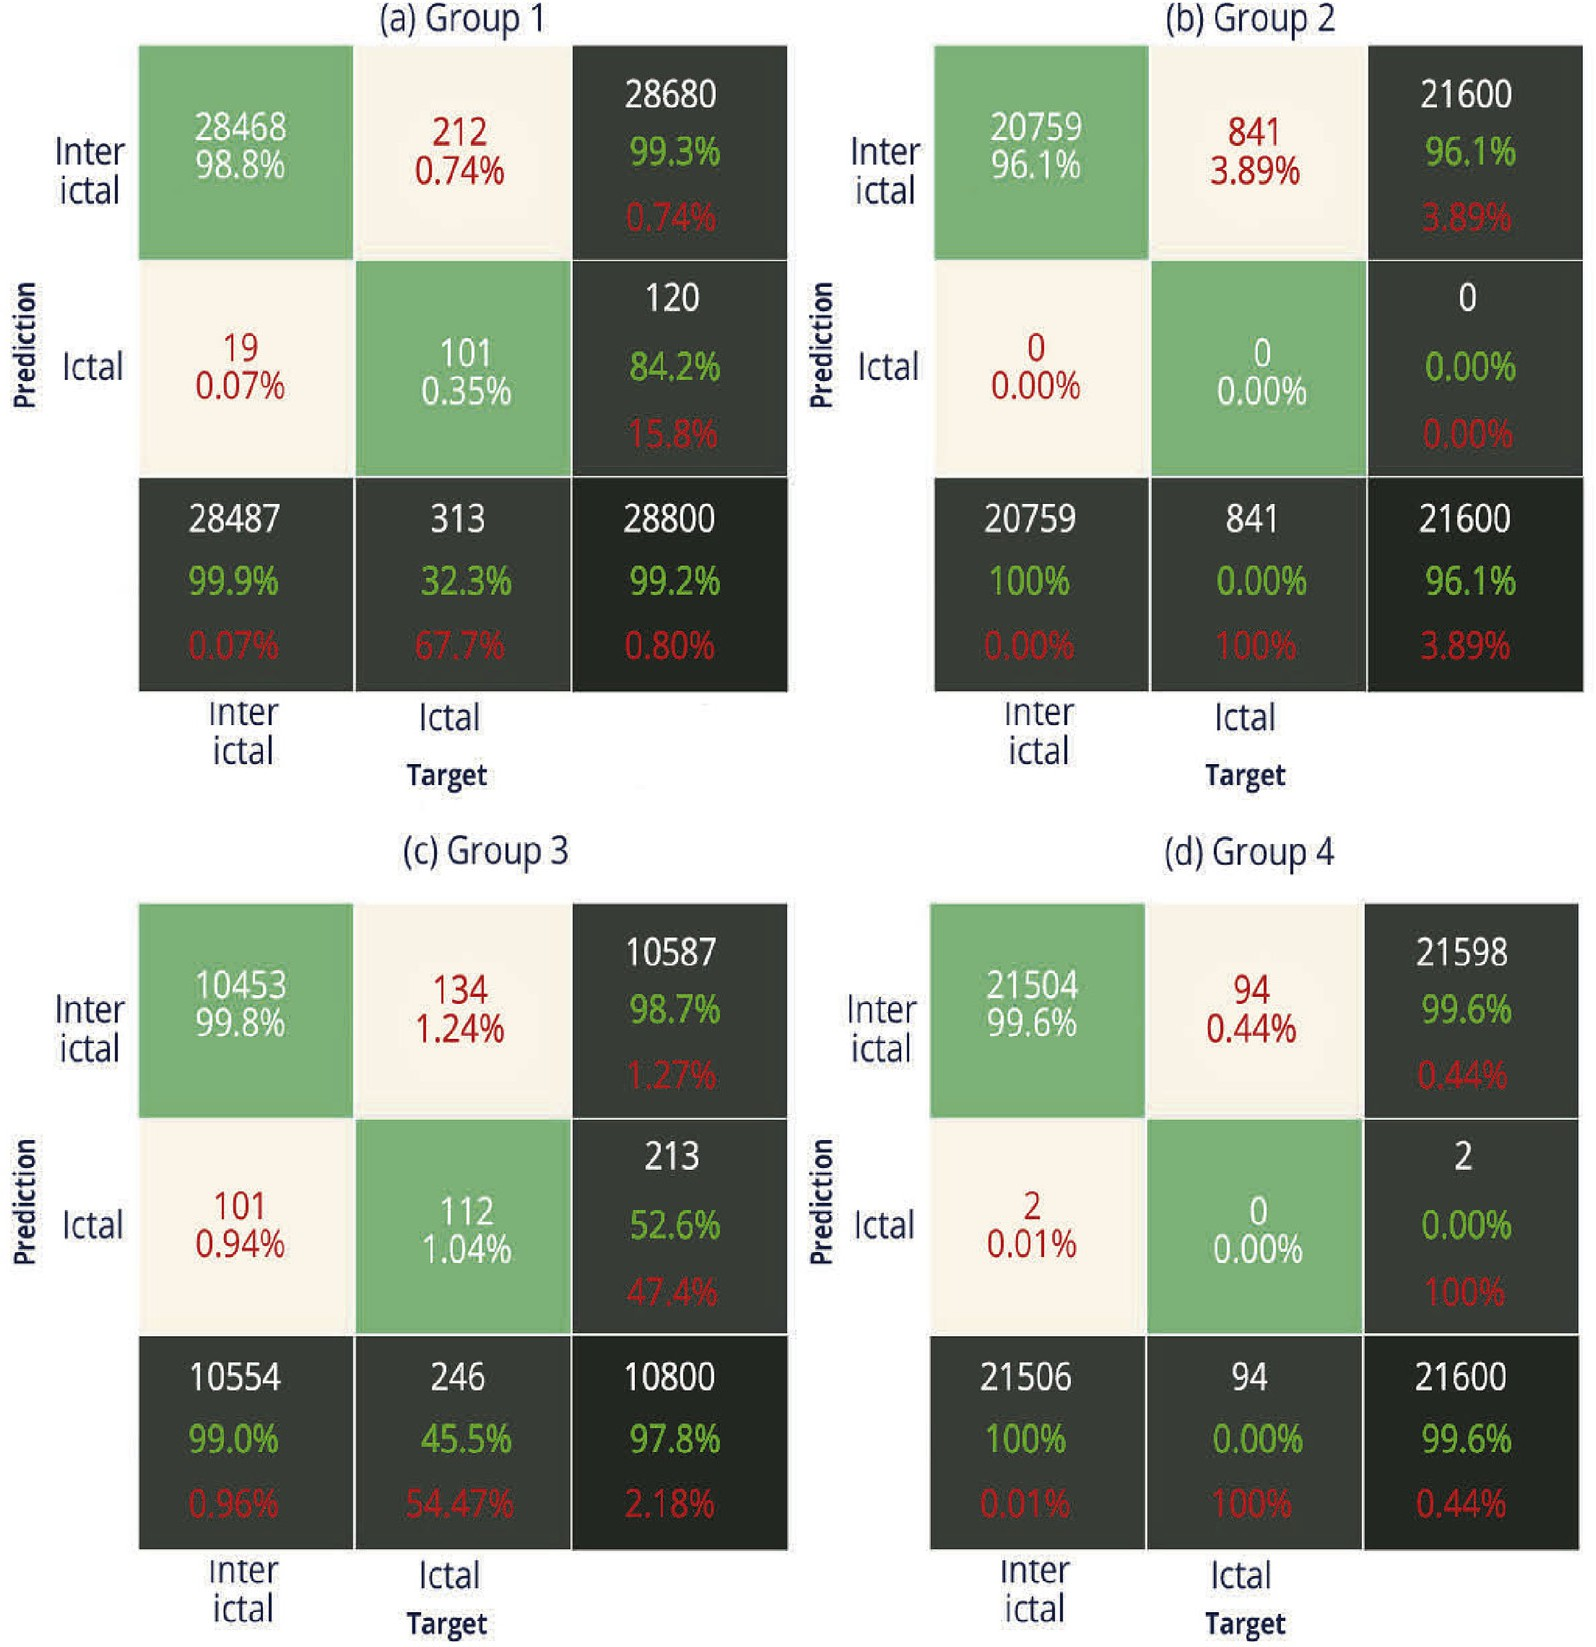 (a) Group 1
28468
98.8%
212
0.74%
28680
99.3%
0.74%
Inter
ictal
19
0.07%
101
0.35%
120
84.2%
15.8%
Ictal
Prediction
28487
99.9%
0.07%
313
32.3%
67.7%
28800
99.2%
0.80%
Inter
ictal
Ictal
Target
(b) Group 2
20759
96.1%
841
3.89%
21600
96.1%
3.89%
Inter
ictal
0
0.00%
0
0.00%
0
0.00%
0.00%
Ictal
Prediction
20759
100%
0.00%
841
0.00%
100%
21600
96.1%
3.89%
Inter
ictal
Ictal
Target
(c) Group 3
10453
99.8%
134
1.24%
10587
98.7%
1.27%
Inter
ictal
101
0.94%
112
1.04%
213
52.6%
47.4%
Ictal
Prediction
10554
99.0%
0.96%
246
45.5%
54.47%
10800
97.8%
2.18%
Inter
ictal
Ictal
Target
(d) Group 4
21504
99.6%
94
0.44%
21598
99.6%
0.44%
Inter
ictal
2
0.01%
0
0.00%
2
0.00%
100%
Ictal
Prediction
21506
100%
0.01%
94
0.00%
100%
21600
99.6%
0.44%
Inter
ictal
Ictal
Target